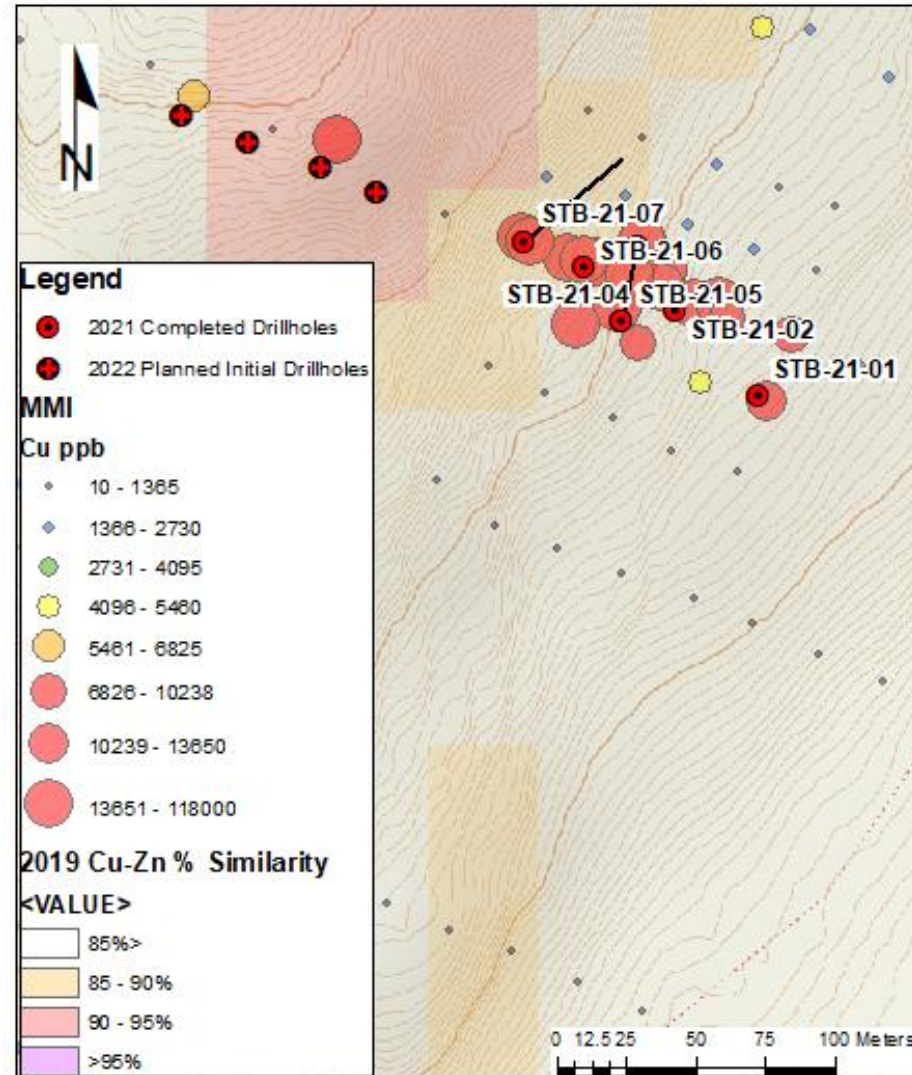 N
STB-21-07
STB-21-06
STB-21-04 STB-21-05
STB-21-02
STB-21-01
Legend
2021 Completed Drillholes
2022 Planned Initial Drillholes
MMI
Cu ppb
10 - 1365
1366 - 2730
2731 - 4095
4096 - 5460
5461 - 6825
6826 - 10238
10239 - 13650
13651 - 118000
2019 Cu-Zn % Similarity
<VALUE>
85%>
85 - 90%
90 - 95%
>95%
0 12.5 25 50 75 100 Meters